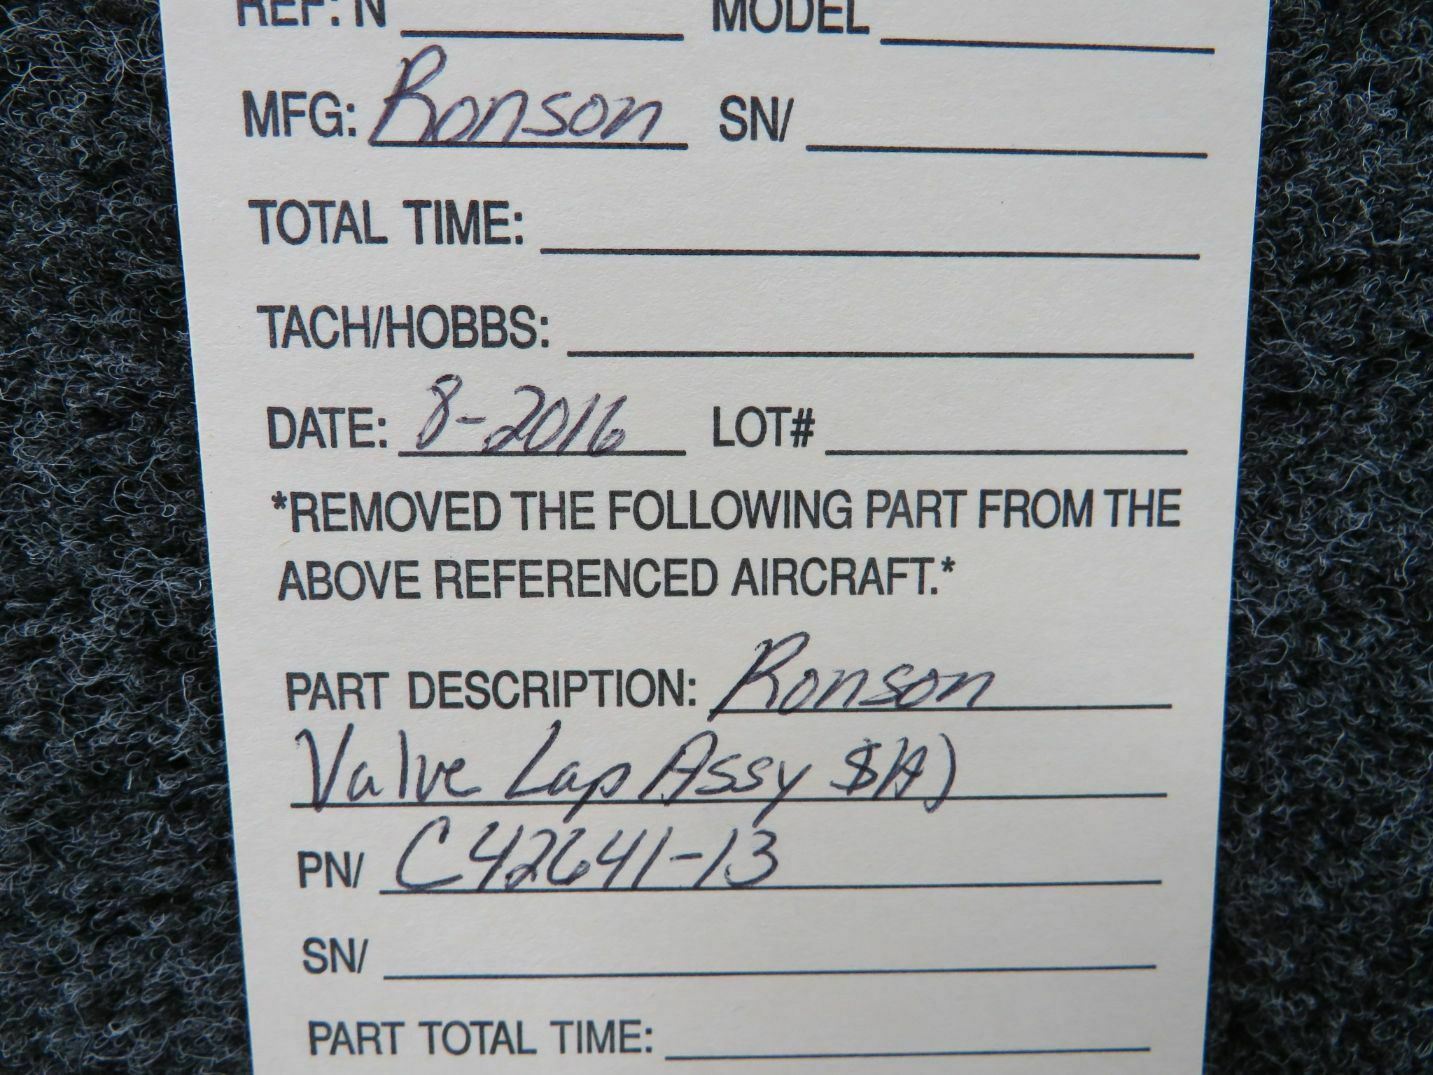 REF: N MODEL
MFG: Ronson SN/
TOTAL TIME:
TACH/HOBBS:
DATE: 8-2016 LOT#
*REMOVED THE FOLLOWING PART FROM THE
ABOVE REFERENCED AIRCRAFT.*
PART DESCRIPTION: Ronson
Valve Lap Assy
PN/ C42641-13
SN/
PART TOTAL TIME: